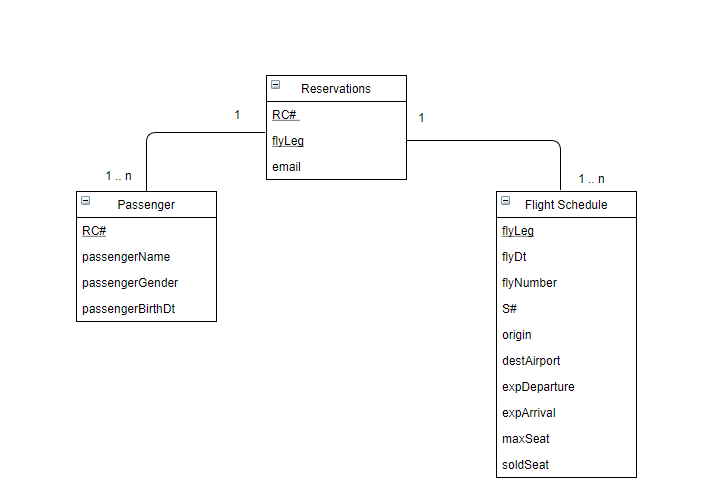 Reservations
RC#
flyLeg
email
1
1
1 .. n
1 .. n
Passenger
RC#
passengerName
passengerGender
passengerBirthDt
Flight Schedule
flyLeg
flyDt
flyNumber
S#
origin
destAirport
expDeparture
expArrival
maxSeat
soldSeat